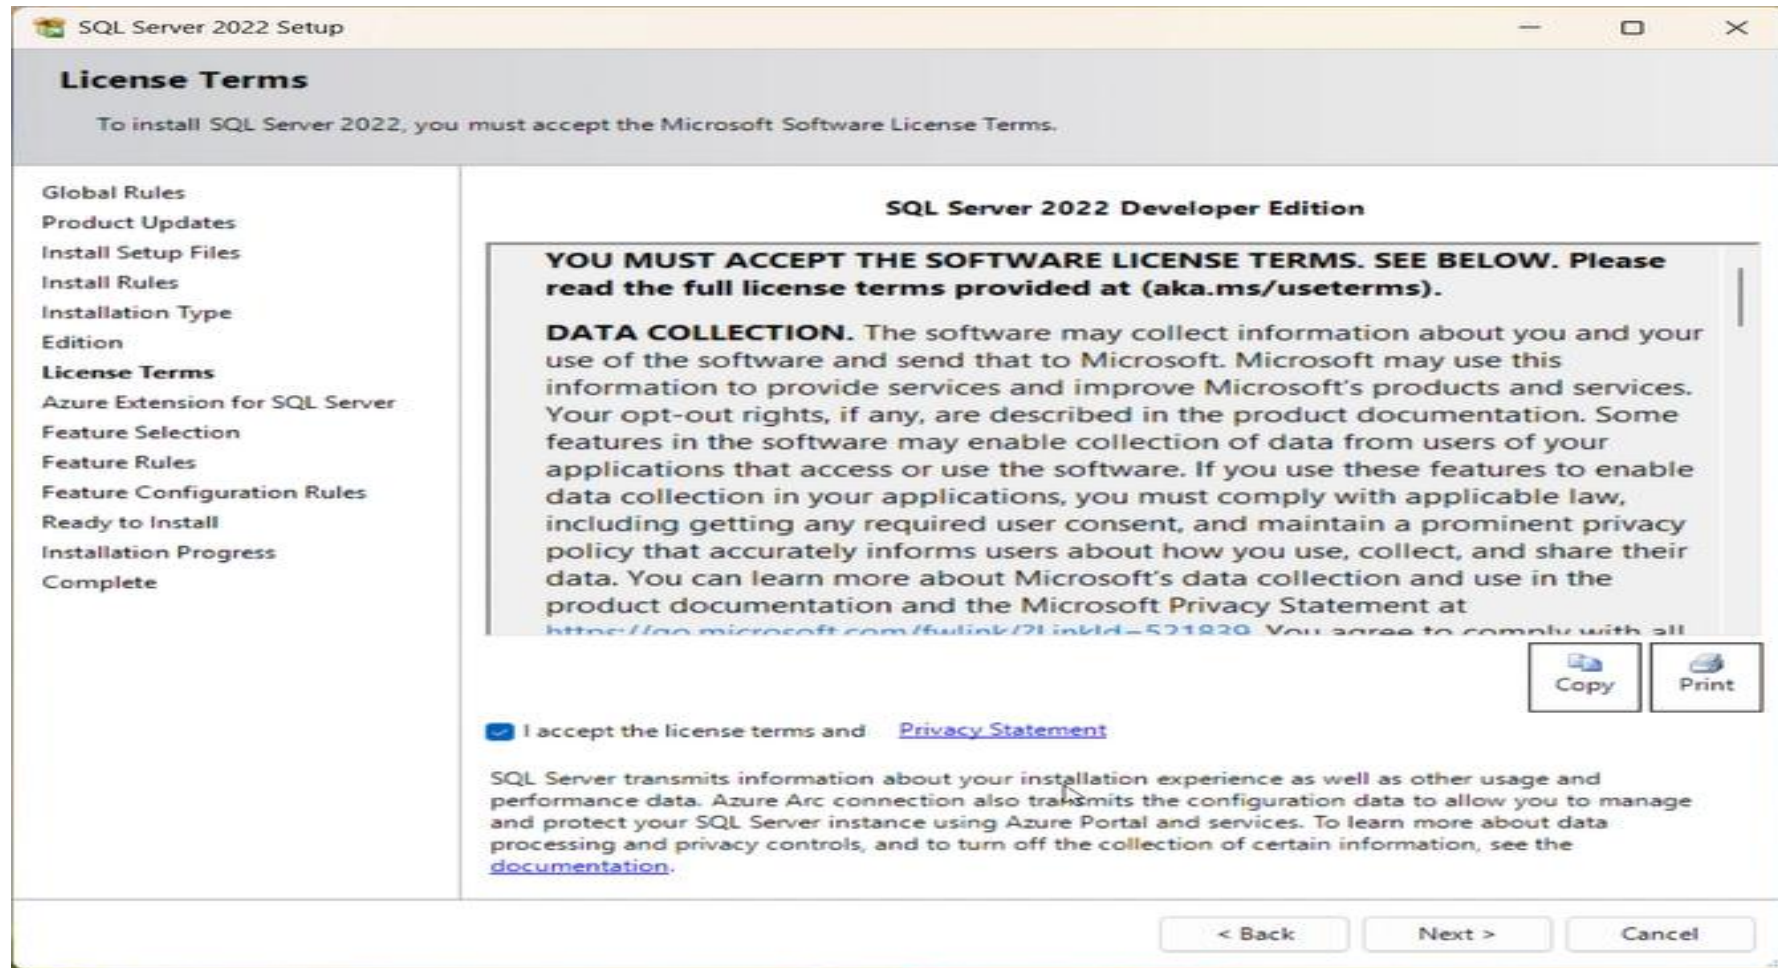 SQL Server 2022 Setup
License Terms
To install SQL Server 2022, you must accept the Microsoft Software License Terms.
Global Rules
Product Updates
Install Setup Files
Install Rules
Installation Type
Edition
License Terms
Azure Extension for SQL Server
Feature Selection
Feature Rules
Feature Configuration Rules
Ready to Install
Installation Progress
Complete
SQL Server 2022 Developer Edition
YOU MUST ACCEPT THE SOFTWARE LICENSE TERMS. SEE BELOW. Please
read the full license terms provided at (aka.ms/useterms).
DATA COLLECTION. The software may collect information about you and your
use of the software and send that to Microsoft. Microsoft may use this
information to provide services and improve Microsoft's products and services.
Your opt-out rights, if any, are described in the product documentation. Some
features in the software may enable collection of data from users of your
applications that access or use the software. If you use these features to enable
data collection in your applications, you must comply with applicable law,
including getting any required user consent, and maintain a prominent privacy
policy that accurately informs users about how you use, collect, and share their
data. You can learn more about Microsoft's data collection and use in the
product documentation and the Microsoft Privacy Statement at
https://go.microsoft.com/fwlink/?LinkId=521839. You agree to comply with all
Copy
Print
I accept the license terms and Privacy Statement
SQL Server transmits information about your installation experience as well as other usage and
performance data. Azure Arc connection also transmits the configuration data to allow you to manage
and protect your SQL Server instance using Azure Portal and services. To learn more about data
processing and privacy controls, and to turn off the collection of certain information, see the
documentation.
< Back
Next >
Cancel